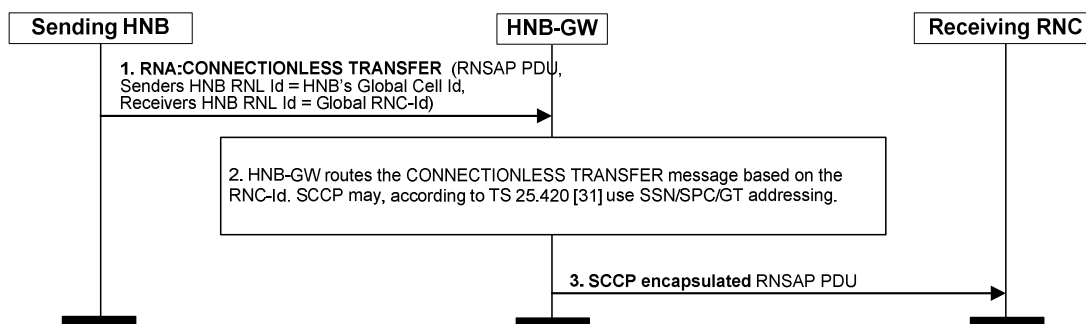 Sending HNB
HNB-GW
Receiving RNC
1. RNA:CONNECTIONLESS TRANSFER (RNSAP PDU,
Senders HNB RNL Id = HNB's Global Cell Id,
Receivers HNB RNL Id = Global RNC-Id)
2. HNB-GW routes the CONNECTIONLESS TRANSFER message based on the
RNC-Id. SCCP may, according to TS 25.420 [31] use SSN/SPC/GT addressing.
3. SCCP encapsulated RNSAP PDU